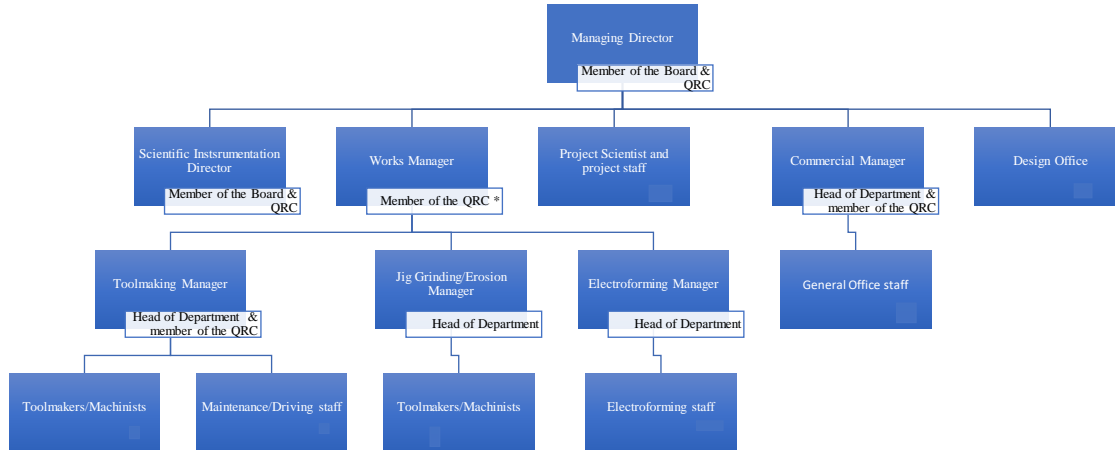 Managing Director
Member of the Board &
QRC
Scientific Instsrumentation
Director
Member of the Board &
QRC
Works Manager
Member of the QRC *
Project Scientist and
project staff
Commercial Manager
Head of Department &
member of the QRC
Design Office
Toolmaking Manager
Head of Department &
member of the QRC
Jig Grinding/Erosion
Manager
Head of Department
Electroforming Manager
Head of Department
General Office staff
Toolmakers/Machinists
Maintenance/Driving staff
Toolmakers/Machinists
Electroforming staff